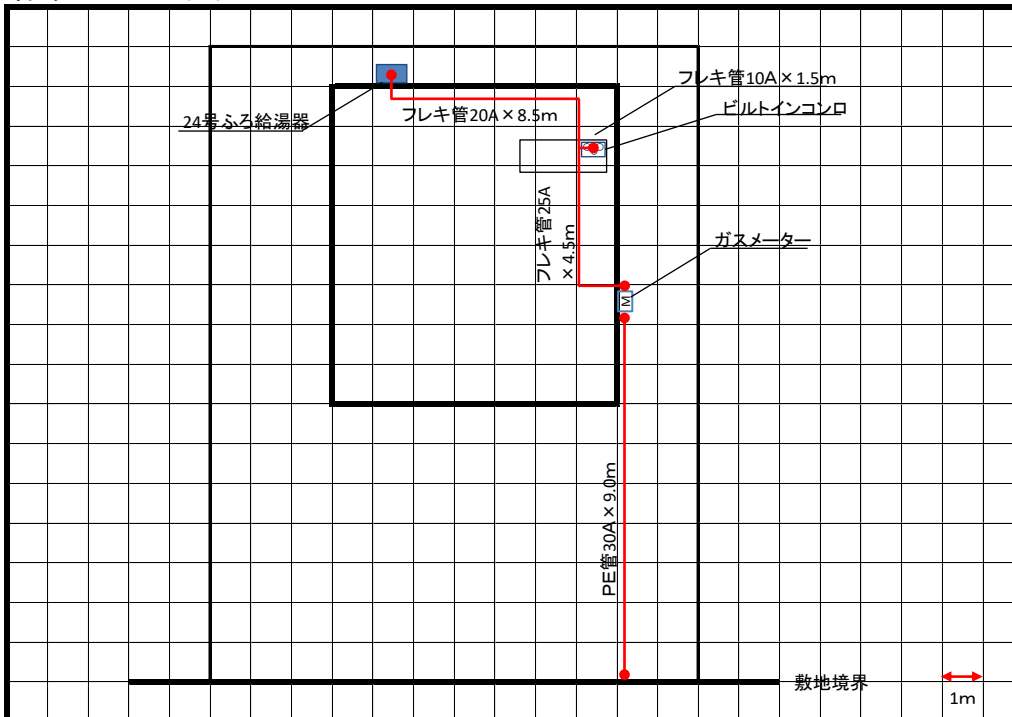 フレキ管10A×1.5m
ビルトインコンロ
フレキ管20A×8.5m
24号ふろ給湯器
フレキ管25A
×4.5m
ガスメーター
M
PE管30A×9.0m
敷地境界
1m